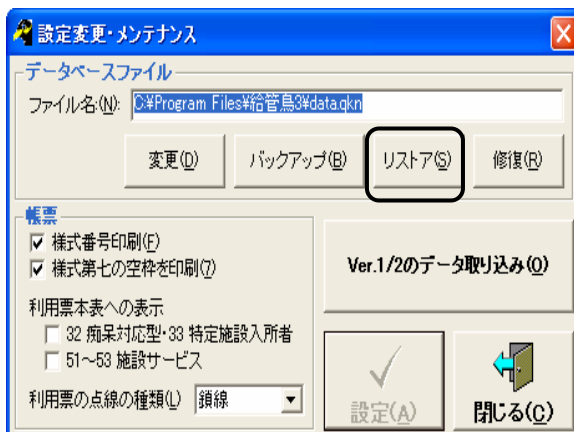 設定変更・メンテナンス
データベースファイル
ファイル名:(N): C:¥Program Files¥給管鳥3¥data.qkn
変更(D) バックアップ(B) リストア(S) 修復(R)
帳票
様式番号印刷(F)
様式第七の空枠を印刷(7)
利用票本表への表示
32 痴呆対応型・33 特定施設入所者
51～53 施設サービス
利用票の点線の種類(L) 鎖線
Ver.1/2のデータ取り込み(O)
設定(A) 閉じる(C)